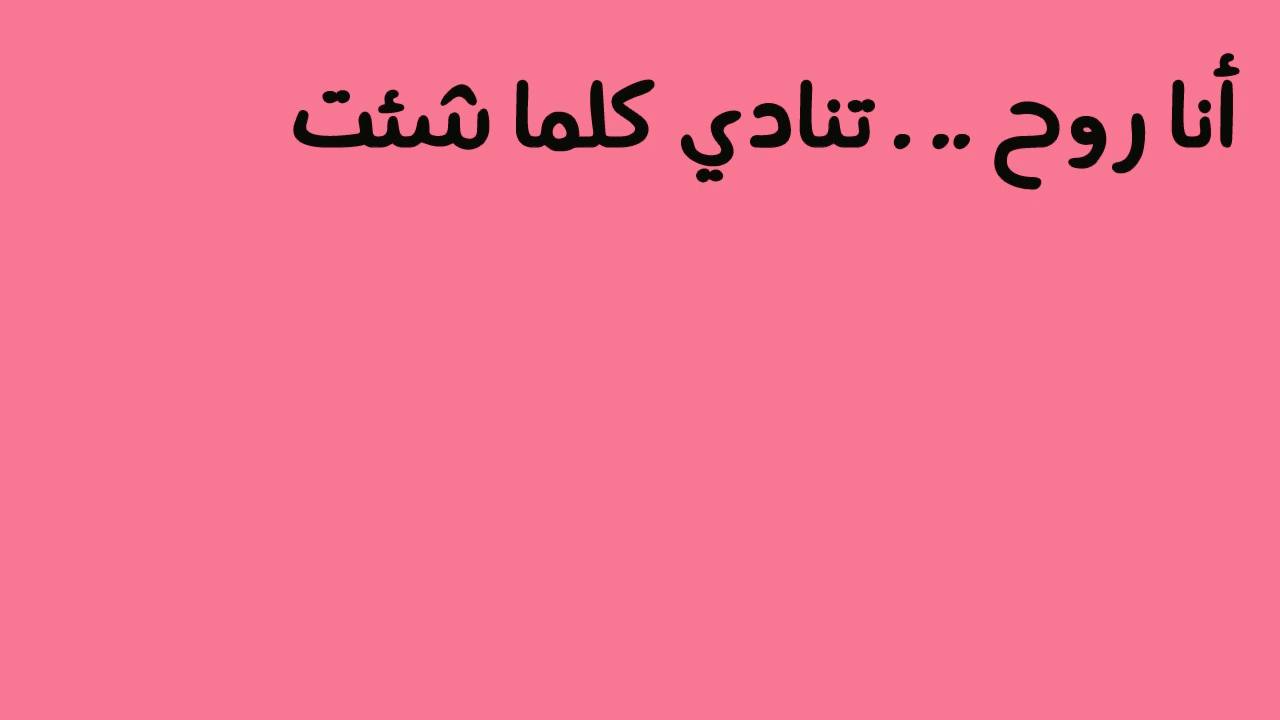 أنا روح .. . تنادي كلما شئت